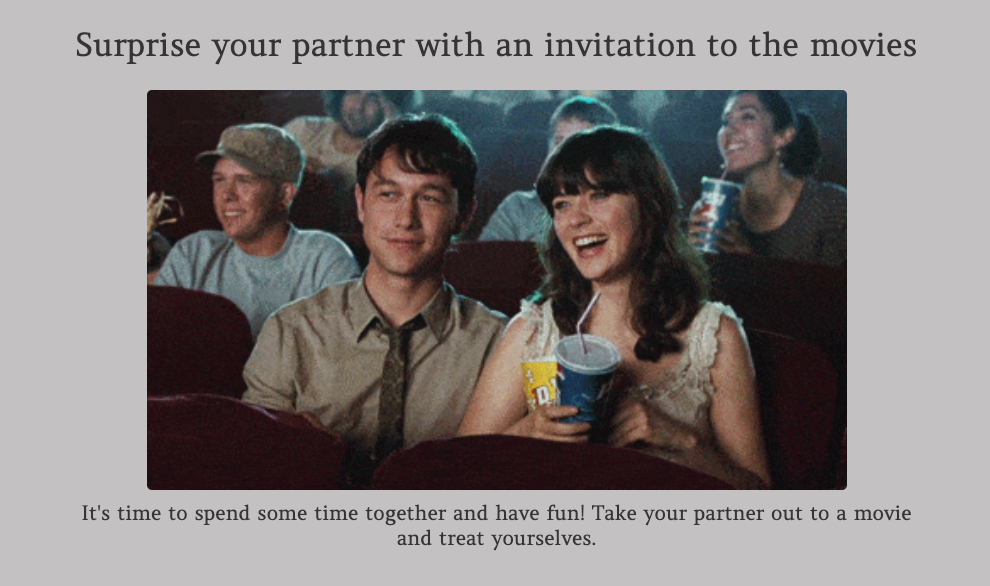 Surprise your partner with an invitation to the movies
It's time to spend some time together and have fun! Take your partner out to a movie
and treat yourselves.